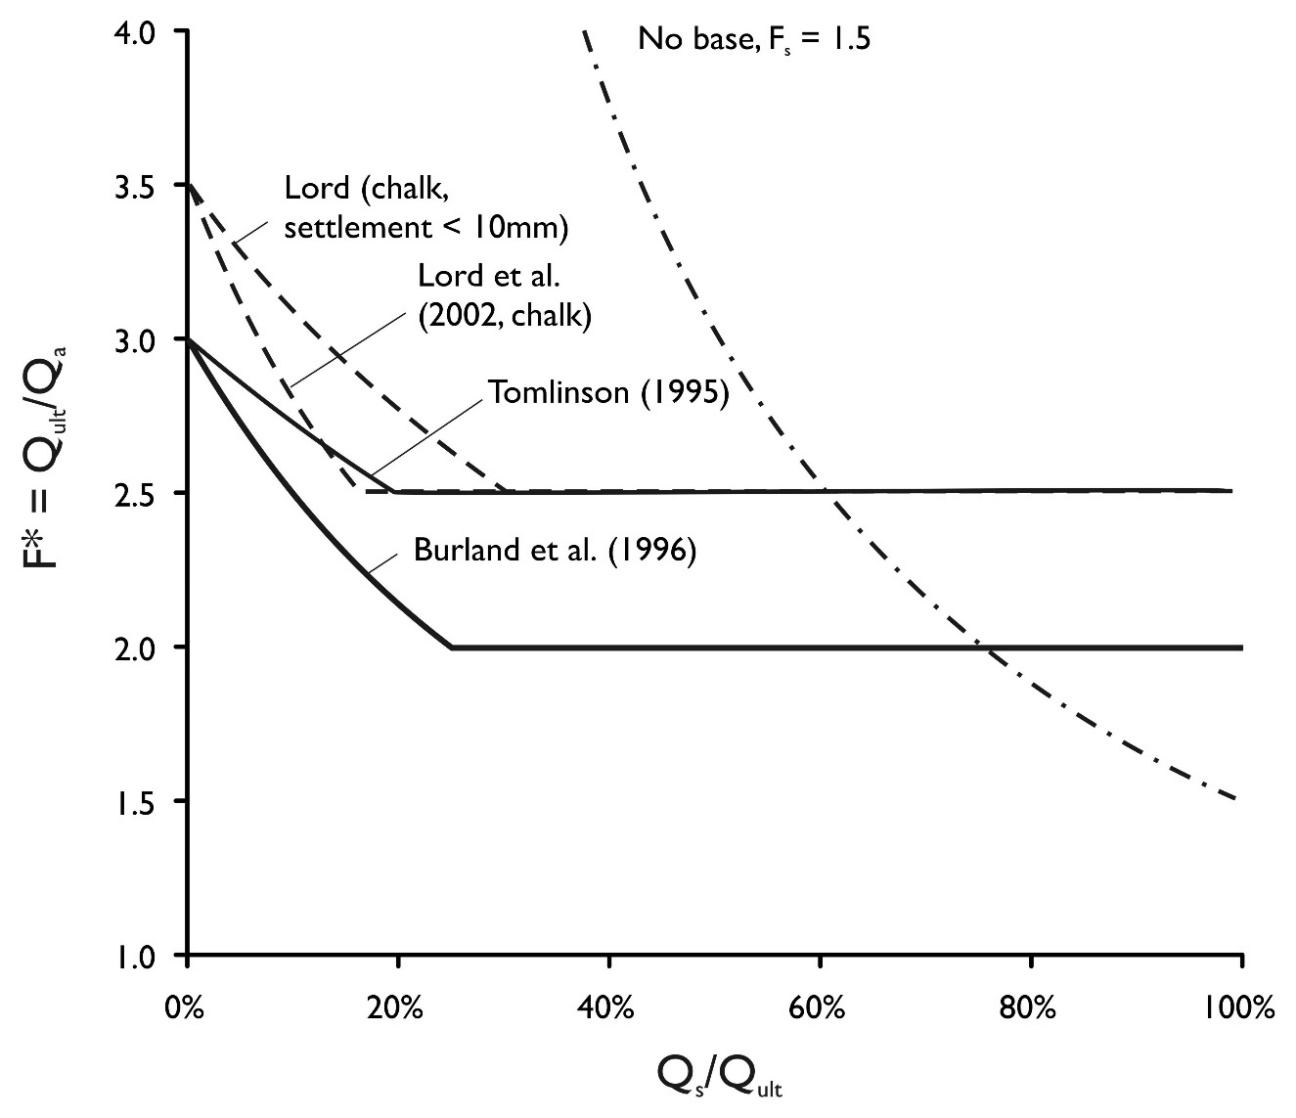 4.0
No base, Fs = 1.5
3.5
Lord (chalk,
settlement < 10mm)
Lord et al.
(2002, chalk)
3.0
Tomlinson (1995)
2.5
Burland et al. (1996)
2.0
1.5
1.0
F* = Qult/Qa
0% 20% 40% 60% 80% 100%
Qs/Qult